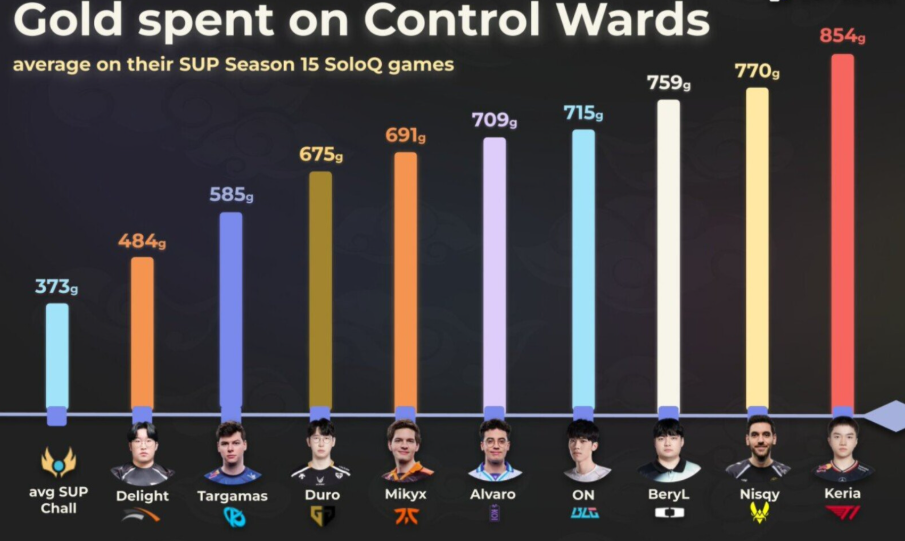 Gold spent on Control Wards
average on their SUP Season 15 SoloQ games
373g
484g
585g
675g
691g
709g
715g
759g
770g
854g
avg SUP
Chall
Delight
Targamas
Duro
Mikyx
Alvaro
ON
BeryL
Nisqy
Keria
BLG